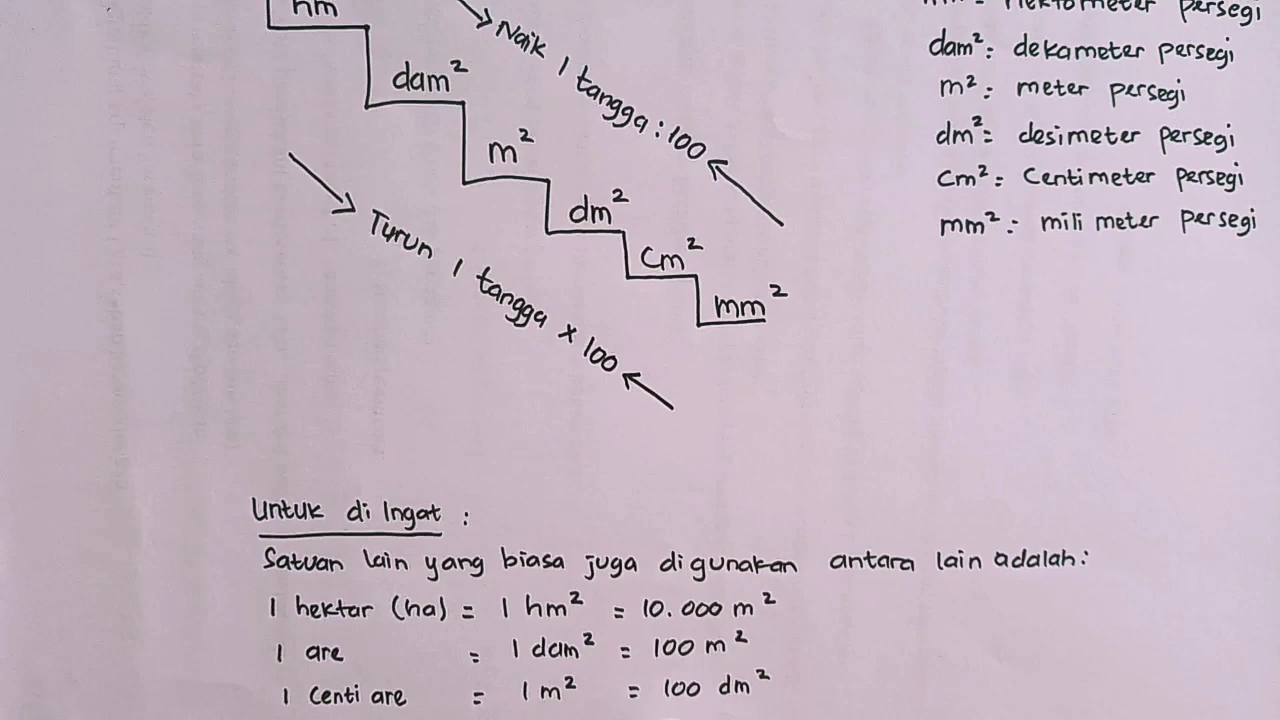 hm
Naik 1 tangga : 100
dam²
m²
dm²
cm²
mm²
Turun 1 tangga × 100
persegi
dam² : dekameter persegi
m² : meter persegi
dm² : desimeter persegi
cm² : Centimeter persegi
mm² : mili meter persegi
Untuk di Ingat :
Satuan lain yang biasa juga digunakan antara lain adalah :
1 hektar (ha) = 1 hm² = 10.000 m²
1 are = 1 dam² = 100 m²
1 Centi are = 1 m² = 100 dm²